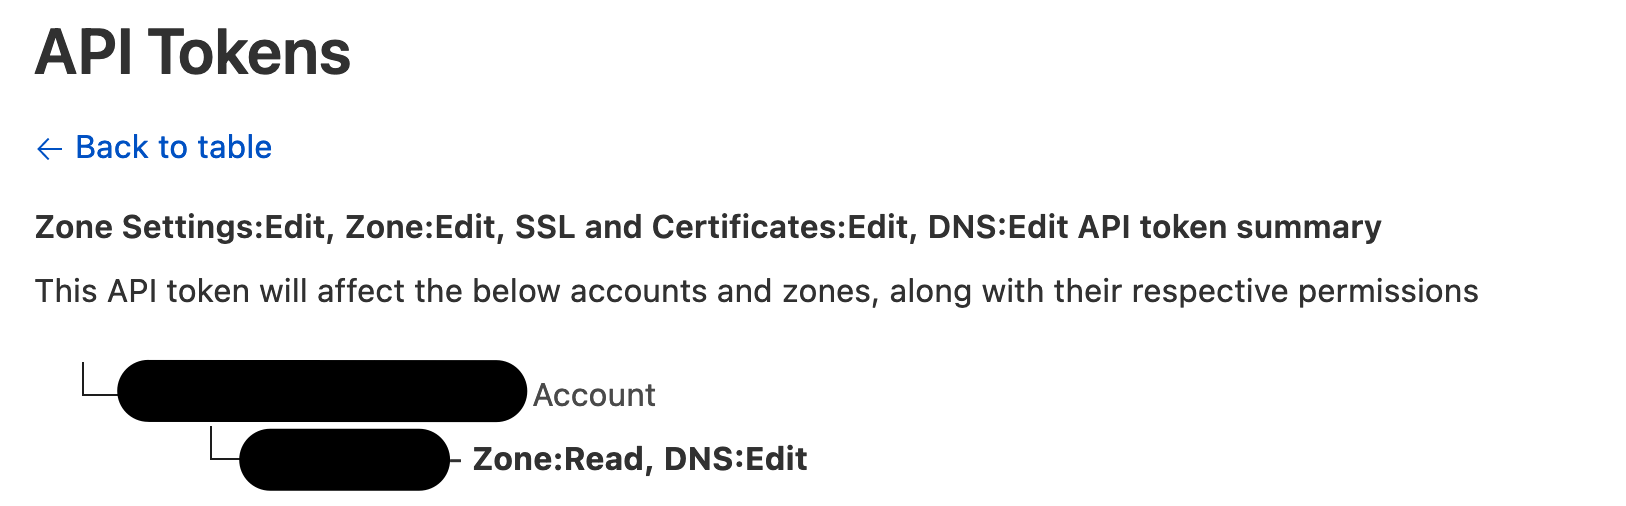 API Tokens
← Back to table
Zone Settings:Edit, Zone:Edit, SSL and Certificates:Edit, DNS:Edit API token summary
This API token will affect the below accounts and zones, along with their respective permissions
Account
- Zone:Read, DNS:Edit